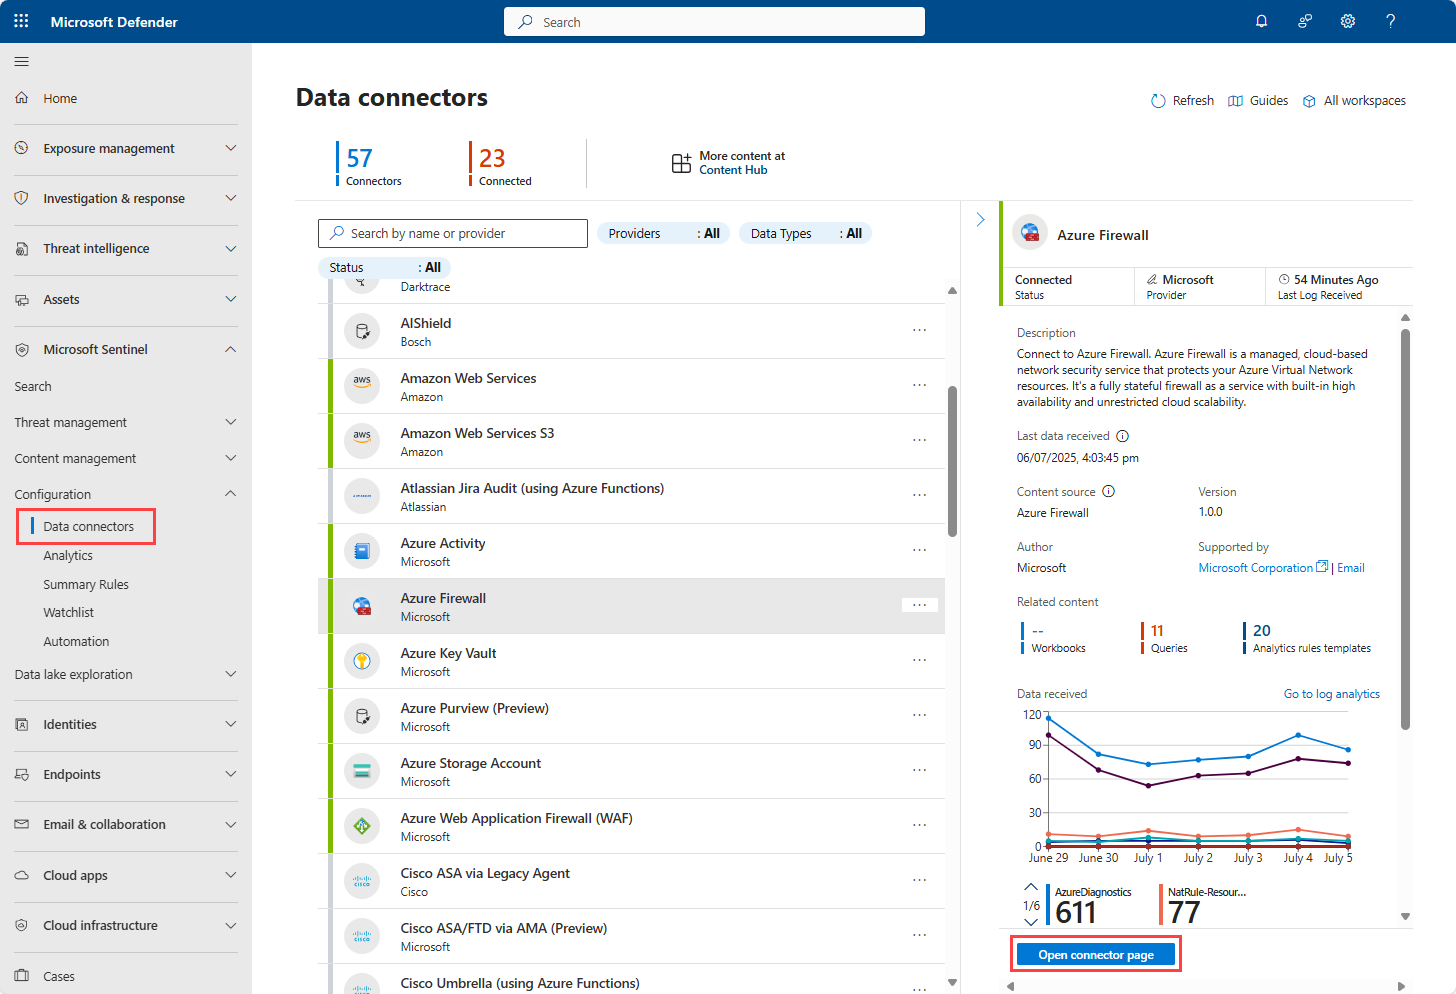 Microsoft Defender
Search
Home
Exposure management
Investigation & response
Threat intelligence
Assets
Microsoft Sentinel
Search
Threat management
Content management
Configuration
Data connectors
Analytics
Summary Rules
Watchlist
Automation
Data lake exploration
Identities
Endpoints
Email & collaboration
Cloud apps
Cloud infrastructure
Cases
Data connectors
Refresh
Guides
All workspaces
57
Connectors
23
Connected
More content at
Content Hub
Search by name or provider
Providers : All
Data Types : All
Status : All
Darktrace
AIShield
Bosch
aws
Amazon Web Services
Amazon
aws
Amazon Web Services S3
Amazon
Atlassian Jira Audit (using Azure Functions)
Atlassian
Azure Activity
Microsoft
Azure Firewall
Microsoft
Azure Key Vault
Microsoft
Azure Purview (Preview)
Microsoft
Azure Storage Account
Microsoft
Azure Web Application Firewall (WAF)
Microsoft
cisco
Cisco ASA via Legacy Agent
Cisco
cisco
Cisco ASA/FTD via AMA (Preview)
Microsoft
cisco
Cisco Umbrella (using Azure Functions)
Azure Firewall
Connected
Status
Microsoft
Provider
54 Minutes Ago
Last Log Received
Description
Connect to Azure Firewall. Azure Firewall is a managed, cloud-based
network security service that protects your Azure Virtual Network
resources. It's a fully stateful firewall as a service with built-in high
availability and unrestricted cloud scalability.
Last data received
06/07/2025, 4:03:45 pm
Content source
Azure Firewall
Version
1.0.0
Author
Microsoft
Supported by
Microsoft Corporation | Email
Related content
--
Workbooks
11
Queries
20
Analytics rules templates
Data received
Go to log analytics
120
90
60
30
0
June 29 June 30 July 1 July 2 July 3 July 4 July 5
1/6
AzureDiagnostics
611
NatRule-Resour...
77
Open connector page